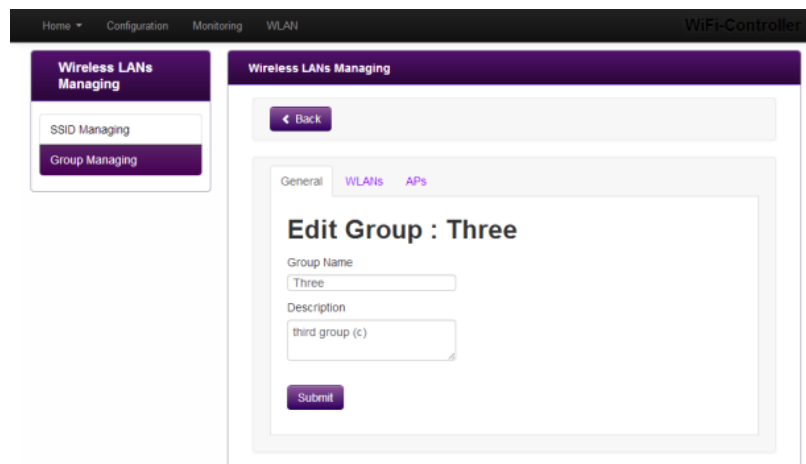 Home Configuration Monitoring WLAN WiFi-Controller
Wireless LANs
Managing
SSID Managing
Group Managing
Wireless LANs Managing
Back
General WLANs APs
Edit Group : Three
Group Name
Three
Description
third group (c)
Submit